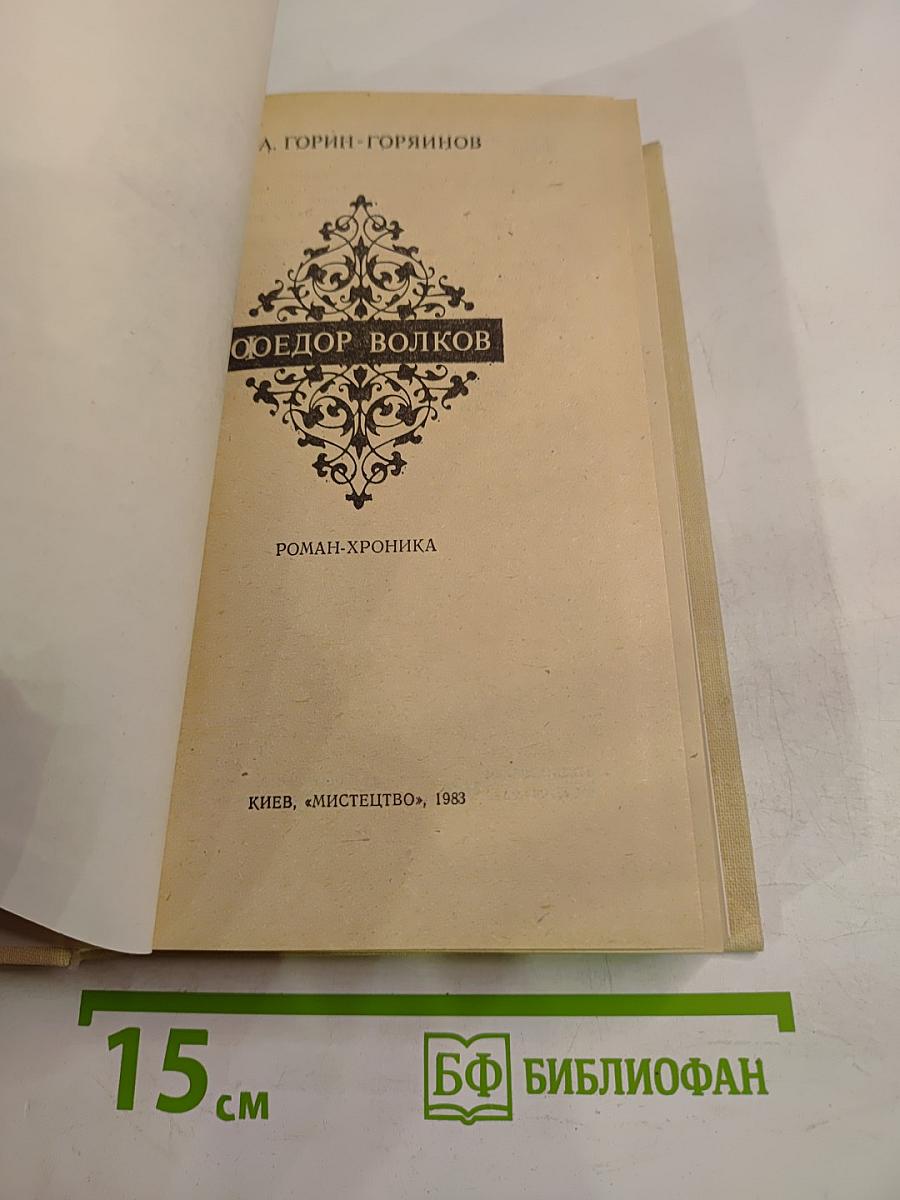 А. ГОРИН-ГОРЯИНОВ
ФЕДОР ВОЛКОВ
РОМАН-ХРОНИКА
КИЕВ, «МИСТЕЦТВО», 1983
15 см
БФ БИБЛИОФАН